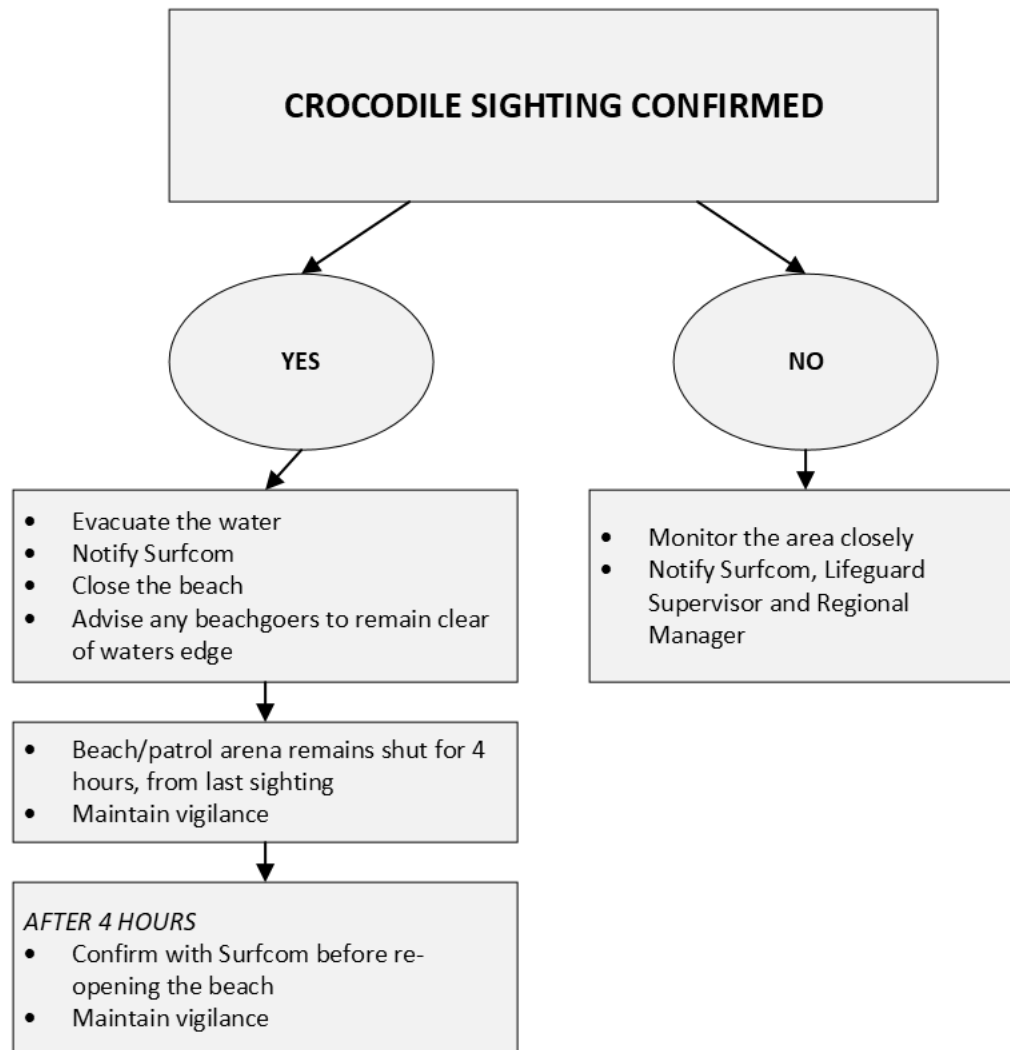 CROCODILE SIGHTING CONFIRMED
YES
NO
• Evacuate the water
• Notify Surfcom
• Close the beach
• Advise any beachgoers to remain clear
of waters edge
• Monitor the area closely
• Notify Surfcom, Lifeguard
Supervisor and Regional
Manager
• Beach/patrol arena remains shut for 4
hours, from last sighting
• Maintain vigilance
AFTER 4 HOURS
• Confirm with Surfcom before re-
opening the beach
• Maintain vigilance